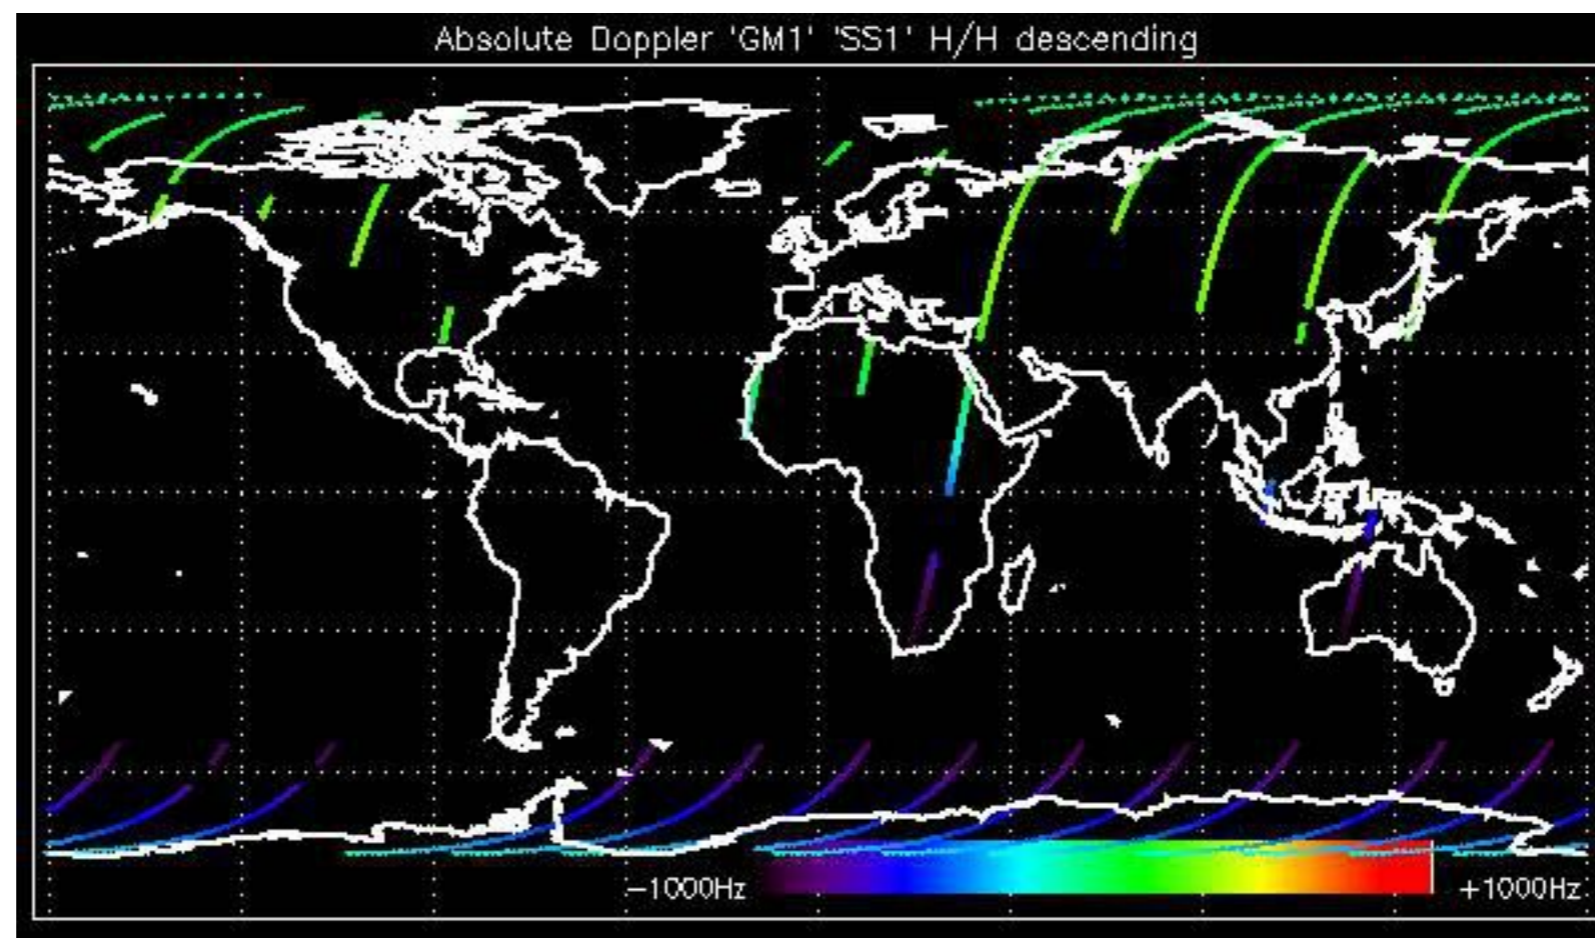 Absolute Doppler 'GM1' 'SS1' H/H descending
−1000Hz +1000Hz